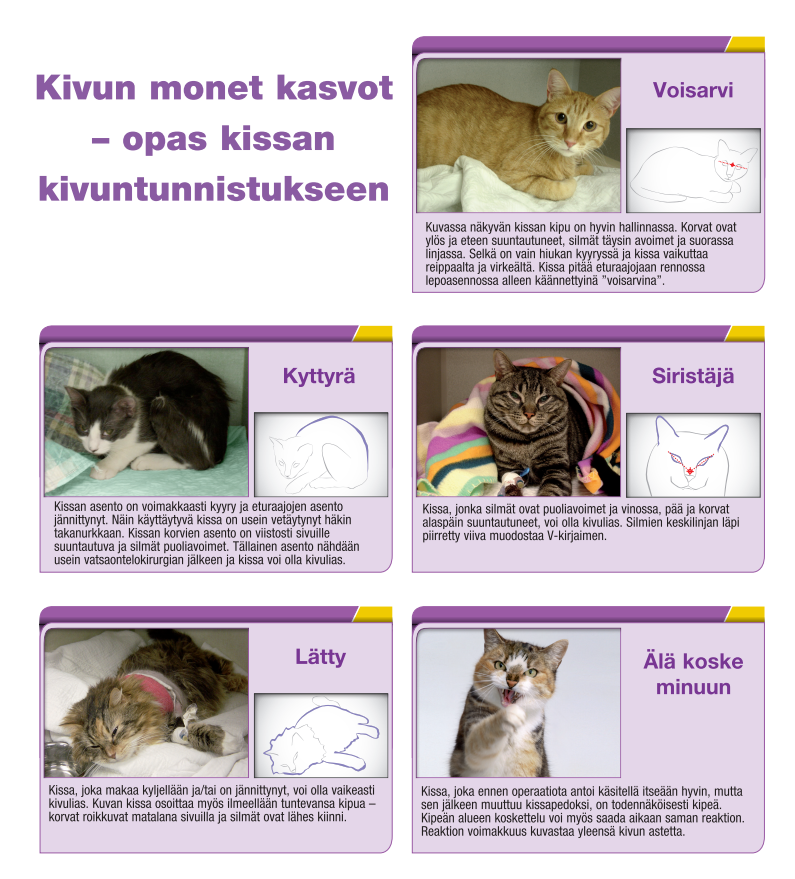 Kivun monet kasvot
– opas kissan
kivuntunnistukseen
Voisarvi
Kuvassa näkyvän kissan kipu on hyvin hallinnassa. Korvat ovat
ylös ja eteen suuntautuneet, silmät täysin avoimet ja suorassa
linjassa. Selkä on vain hiukan kyyryssä ja kissa vaikuttaa
reippaalta ja virkeältä. Kissa pitää eturaajojaan rennossa
lepoasennossa alleen käännettyinä ”voisarvina”.
Kyttyrä
Kissan asento on voimakkaasti kyyry ja eturaajojen asento
jännittynyt. Näin käyttäytyvä kissa on usein vetäytynyt häkin
takanurkkaan. Kissan korvien asento on viistosti sivuille
suuntautuva ja silmät puoliavoimet. Tällainen asento nähdään
usein vatsaontelokirurgian jälkeen ja kissa voi olla kivulias.
Siristäjä
Kissa, jonka silmät ovat puoliavoimet ja vinossa, pää ja korvat
alaspäin suuntautuneet, voi olla kivulias. Silmien keskilinjan läpi
piirretty viiva muodostaa V-kirjaimen.
Lätty
Kissa, joka makaa kyljellään ja/tai on jännittynyt, voi olla vaikeasti
kivulias. Kuvan kissa osoittaa myös ilmeellään tuntevansa kipua –
korvat roikkuvat matalana sivuilla ja silmät ovat lähes kiinni.
Älä koske
minuun
Kissa, joka ennen operaatiota antoi käsitellä itseään hyvin, mutta
sen jälkeen muuttuu kissapedoksi, on todennäköisesti kipeä.
Kipeän alueen koskettelu voi myös saada aikaan saman reaktion.
Reaktion voimakkuus kuvastaa yleensä kivun astetta.